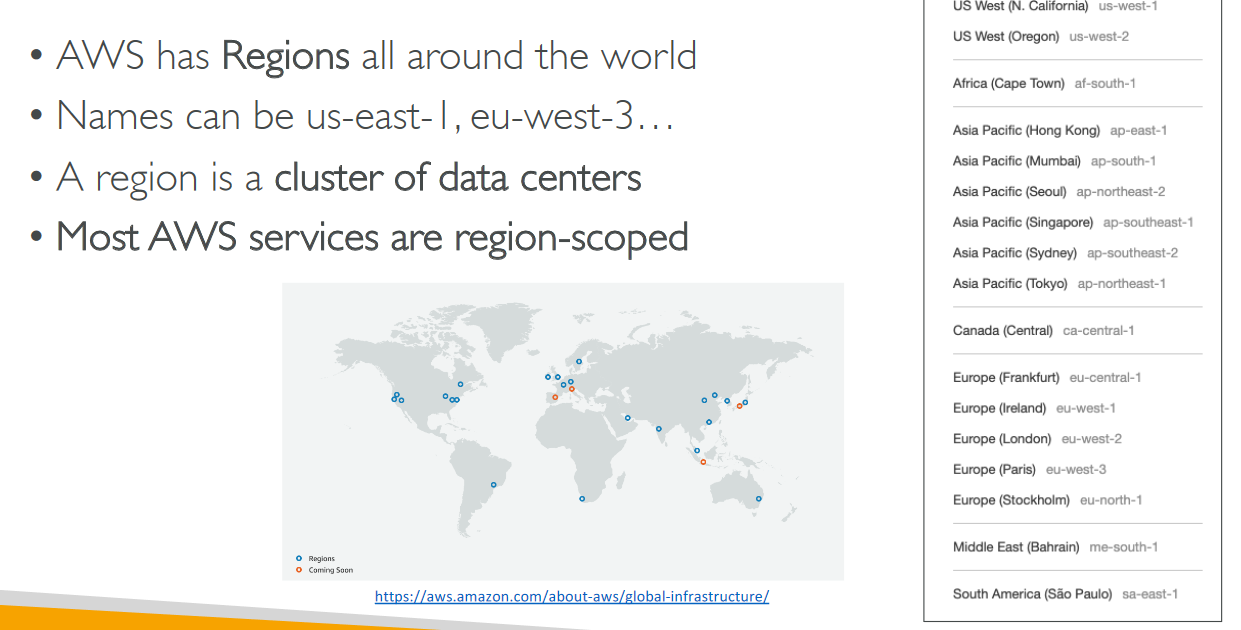 • AWS has Regions all around the world
• Names can be us-east-1, eu-west-3…
• A region is a cluster of data centers
• Most AWS services are region-scoped
Regions
Coming Soon
https://aws.amazon.com/about-aws/global-infrastructure/
US West (N. California) us-west-1
US West (Oregon) us-west-2
Africa (Cape Town) af-south-1
Asia Pacific (Hong Kong) ap-east-1
Asia Pacific (Mumbai) ap-south-1
Asia Pacific (Seoul) ap-northeast-2
Asia Pacific (Singapore) ap-southeast-1
Asia Pacific (Sydney) ap-southeast-2
Asia Pacific (Tokyo) ap-northeast-1
Canada (Central) ca-central-1
Europe (Frankfurt) eu-central-1
Europe (Ireland) eu-west-1
Europe (London) eu-west-2
Europe (Paris) eu-west-3
Europe (Stockholm) eu-north-1
Middle East (Bahrain) me-south-1
South America (São Paulo) sa-east-1